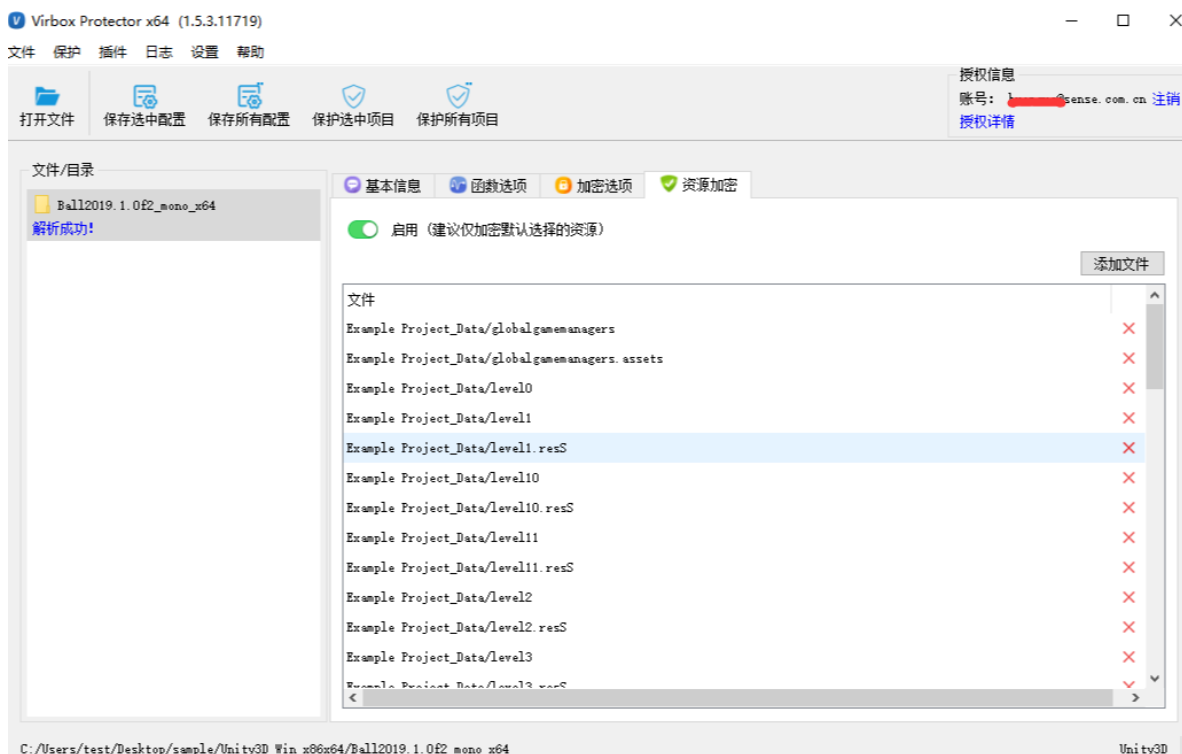 Virbox Protector x64 (1.5.3.11719)
文件 保护 插件 日志 设置 帮助
打开文件 保存选中配置 保存所有配置 保护选中项目 保护所有项目
授权信息
账号: @sense.com.cn 注销
授权详情
文件/目录
Ball2019.1.0f2_mono_x64
解析成功!
基本信息 函数选项 加密选项 资源加密
启用 (建议仅加密默认选择的资源)
添加文件
文件
Example Project_Data/globalgamemanagers
Example Project_Data/globalgamemanagers.assets
Example Project_Data/level0
Example Project_Data/level1
Example Project_Data/level1.resS
Example Project_Data/level10
Example Project_Data/level10.resS
Example Project_Data/level11
Example Project_Data/level11.resS
Example Project_Data/level2
Example Project_Data/level2.resS
Example Project_Data/level3
Example Project_Data/level3.resS
C:/Users/test/Desktop/sample/Unity3D_Win_x86x64/Ball2019.1.0f2_mono_x64 Unity3D